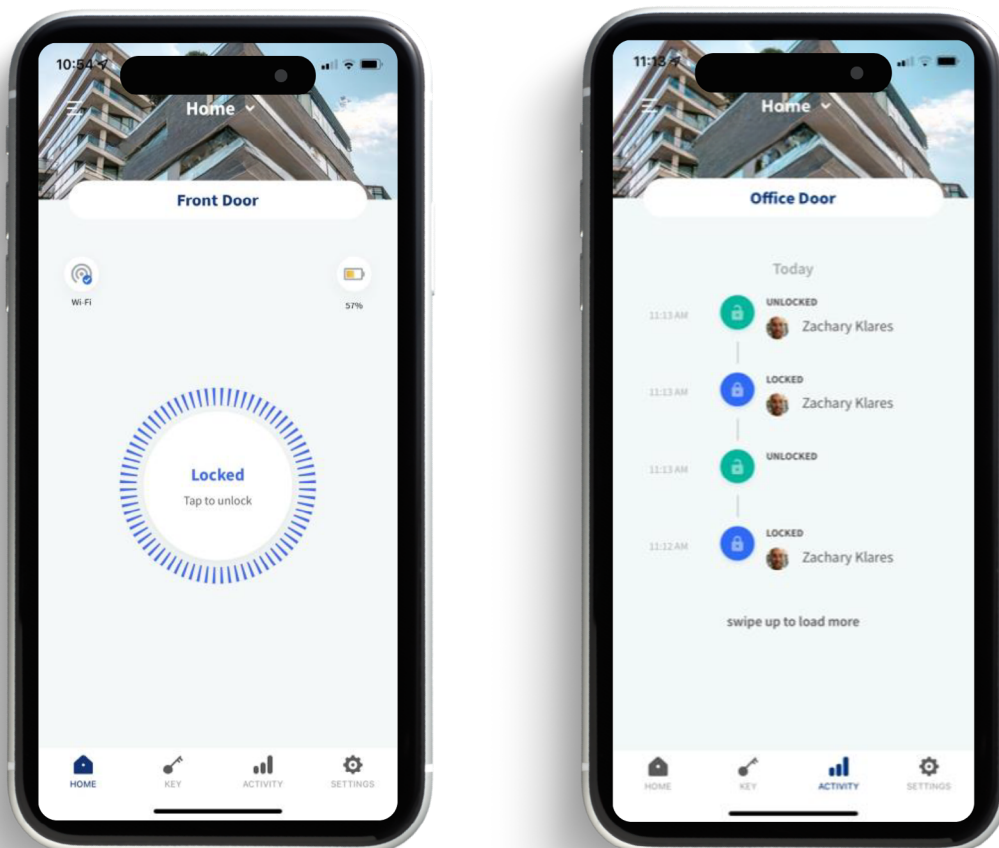 10:54
Home
Front Door
Wi-Fi
57%
Locked
Tap to unlock
HOME
KEY
ACTIVITY
SETTINGS
11:13
Home
Office Door
Today
UNLOCKED
11:13 AM
Zachary Klares
LOCKED
11:13 AM
Zachary Klares
UNLOCKED
11:13 AM
LOCKED
11:12 AM
Zachary Klares
swipe up to load more
HOME
KEY
ACTIVITY
SETTINGS